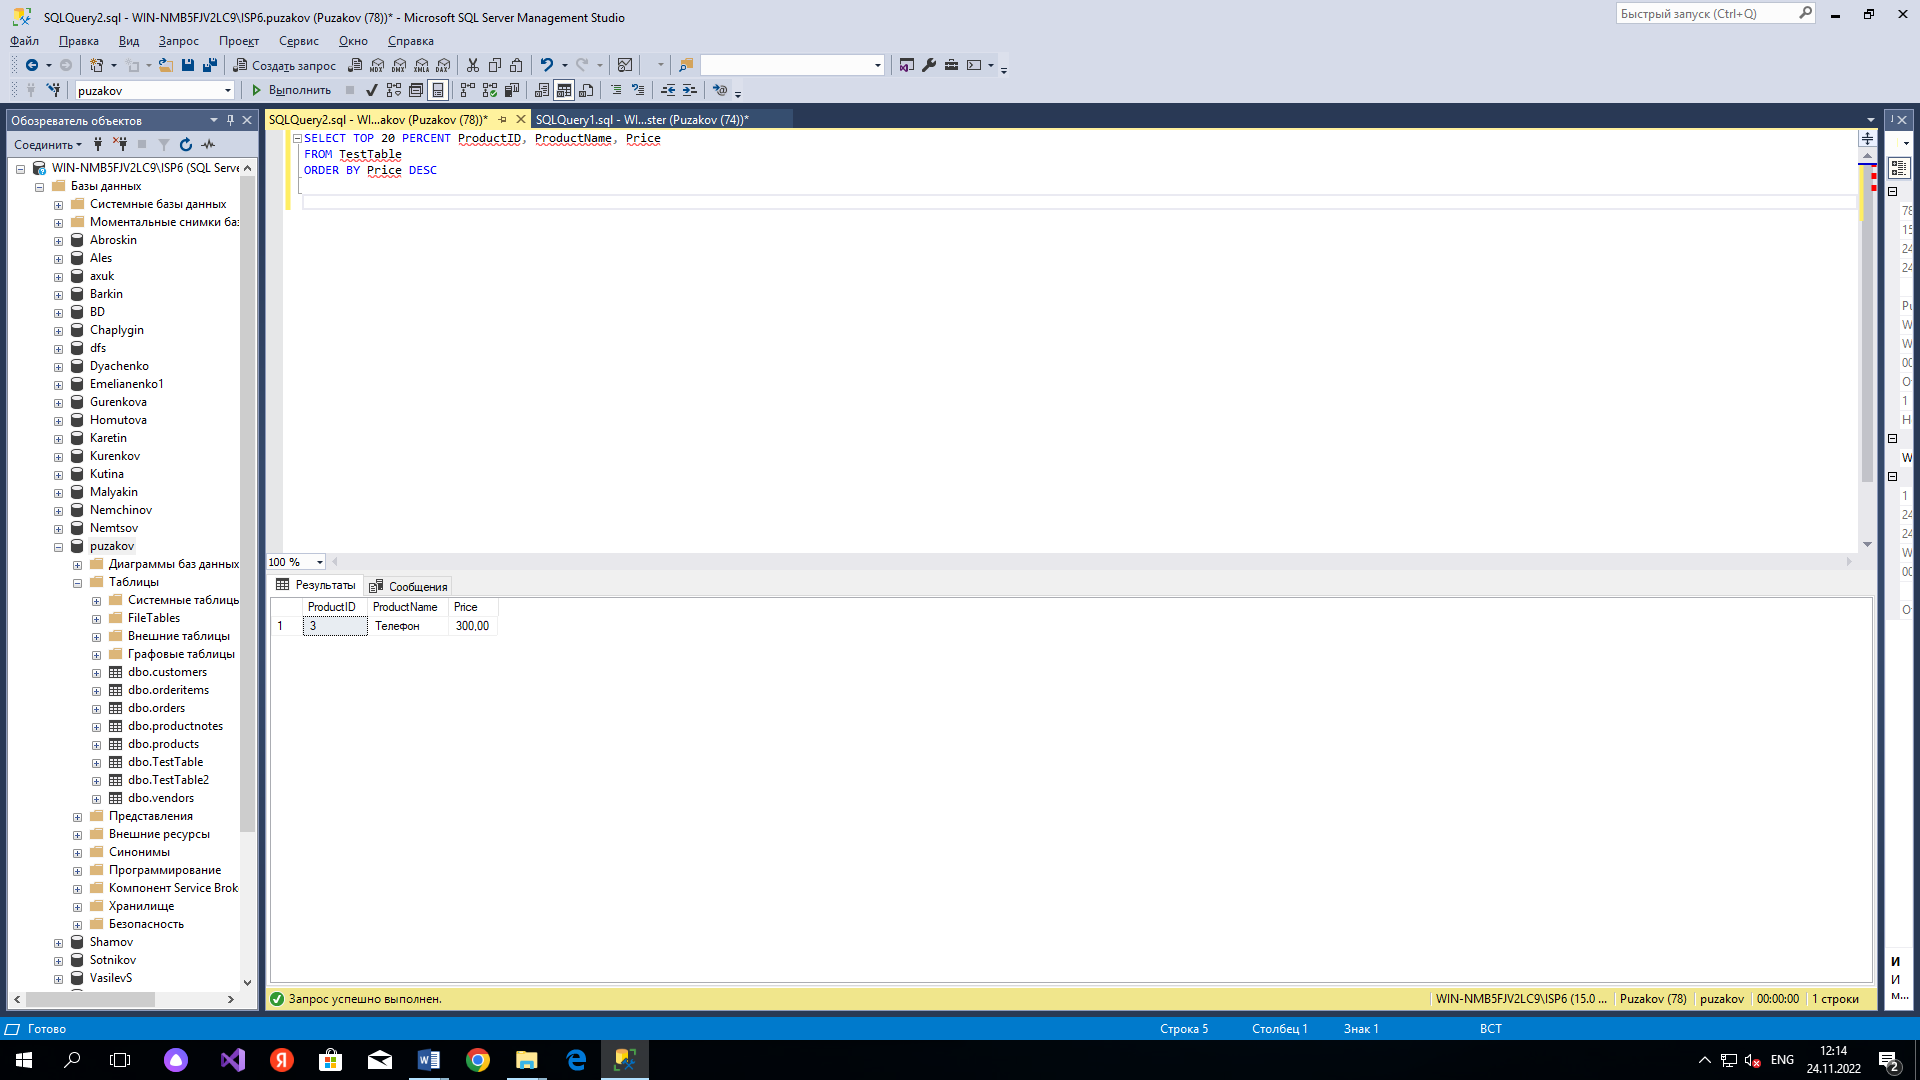 SQLQuery2.sql - WIN-NMB5FJV2LC9\ISP6.puzakov (Puzakov (78))* - Microsoft SQL Server Management Studio
Быстрый запуск (Ctrl+Q)
Файл Правка Вид Запрос Проект Сервис Окно Справка
Создать запрос
puzakov
Выполнить
Обозреватель объектов
SQLQuery2.sql - WI...akov (Puzakov (78))*
SQLQuery1.sql - WI...ster (Puzakov (74))*
Соединить
WIN-NMB5FJV2LC9\ISP6 (SQL Serve
Базы данных
Системные базы данных
Моментальные снимки баз
Abroskin
Ales
axuk
Barkin
BD
Chaplygin
dfs
Dyachenko
Emelianenko1
Gurenkova
Homutova
Karetin
Kurenkov
Kutina
Malyakin
Nemchinov
Nemtsov
puzakov
Диаграммы баз данных
Таблицы
Системные таблицы
FileTables
Внешние таблицы
Графовые таблицы
dbo.customers
dbo.orderitems
dbo.orders
dbo.productnotes
dbo.products
dbo.TestTable
dbo.TestTable2
dbo.vendors
Представления
Внешние ресурсы
Синонимы
Программирование
Компонент Service Brok
Хранилище
Безопасность
Shamov
Sotnikov
VasilevS
SELECT TOP 20 PERCENT ProductID, ProductName, Price
FROM TestTable
ORDER BY Price DESC
100 %
Результаты
Сообщения
ProductID ProductName Price
1 3 Телефон 300,00
Запрос успешно выполнен.
WIN-NMB5FJV2LC9\ISP6 (15.0 ... Puzakov (78) puzakov 00:00:00 1 строки
Готово
Строка 5 Столбец 1 Знак 1 ВСТ
ENG
12:14
24.11.2022
2